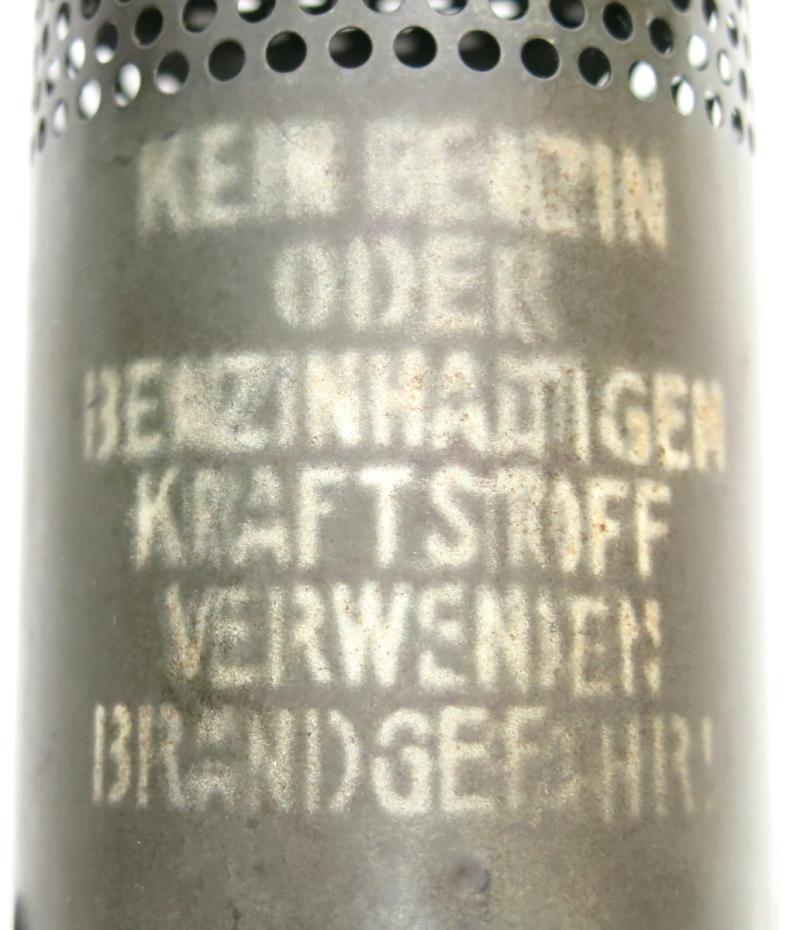 KEIN BENZIN
ODER
BENZINHALTIGEN
KRAFTSTOFF
VERWENDEN
BRANDGEFAHR!